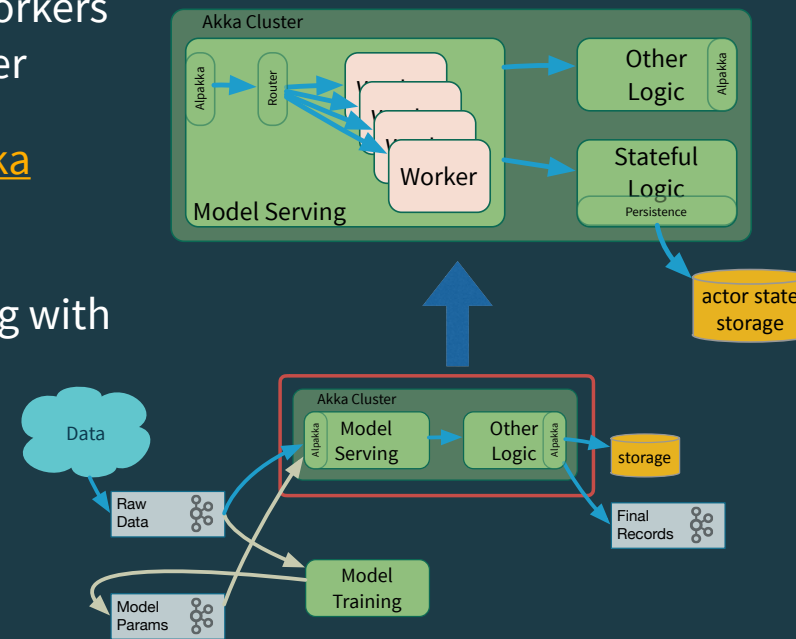 orkers
er
ka
g with
Akka Cluster
Alpakka
Router
Worker
Model Serving
Other
Logic
Alpakka
Stateful
Logic
Persistence
actor state
storage
Data
Raw
Data
Model
Params
Akka Cluster
Alpakka
Model
Serving
Other
Logic
Alpakka
Model
Training
storage
Final
Records